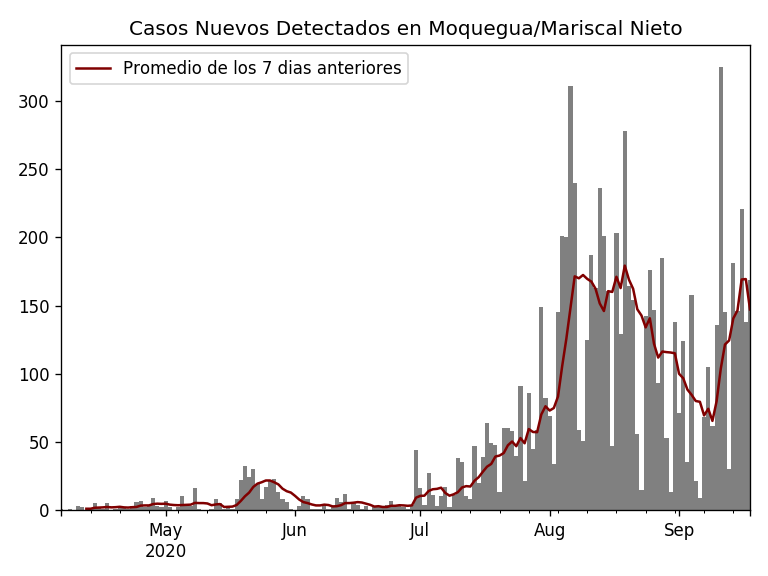 Casos Nuevos Detectados en Moquegua/Mariscal Nieto
Promedio de los 7 dias anteriores
300
250
200
150
100
50
0
May Jun Jul Aug Sep
2020